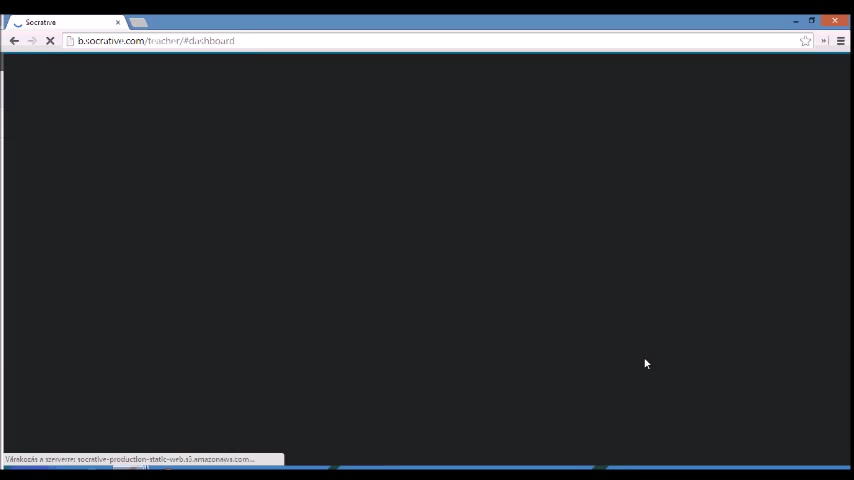 Socrative
b.socrative.com/teacher/#dashboard
Várakozás a szerverre: socrative-production-static-web.s3.amazonaws.com...